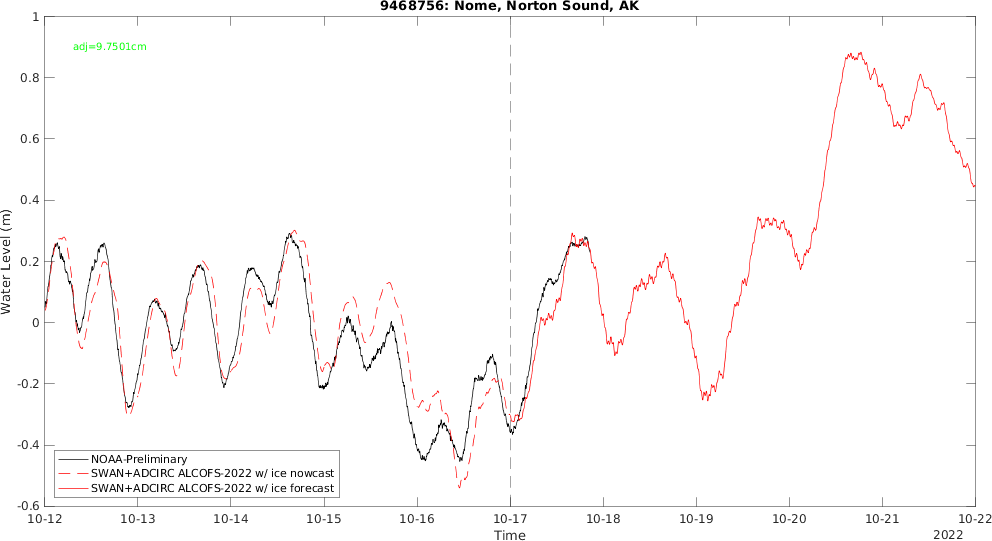 9468756: Nome, Norton Sound, AK
adj=9.7501cm
Water Level (m)
1
0.8
0.6
0.4
0.2
0
-0.2
-0.4
-0.6
NOAA-Preliminary
SWAN+ADCIRC ALCOFS-2022 w/ ice nowcast
SWAN+ADCIRC ALCOFS-2022 w/ ice forecast
10-12 10-13 10-14 10-15 10-16 10-17 10-18 10-19 10-20 10-21 10-22
Time
2022